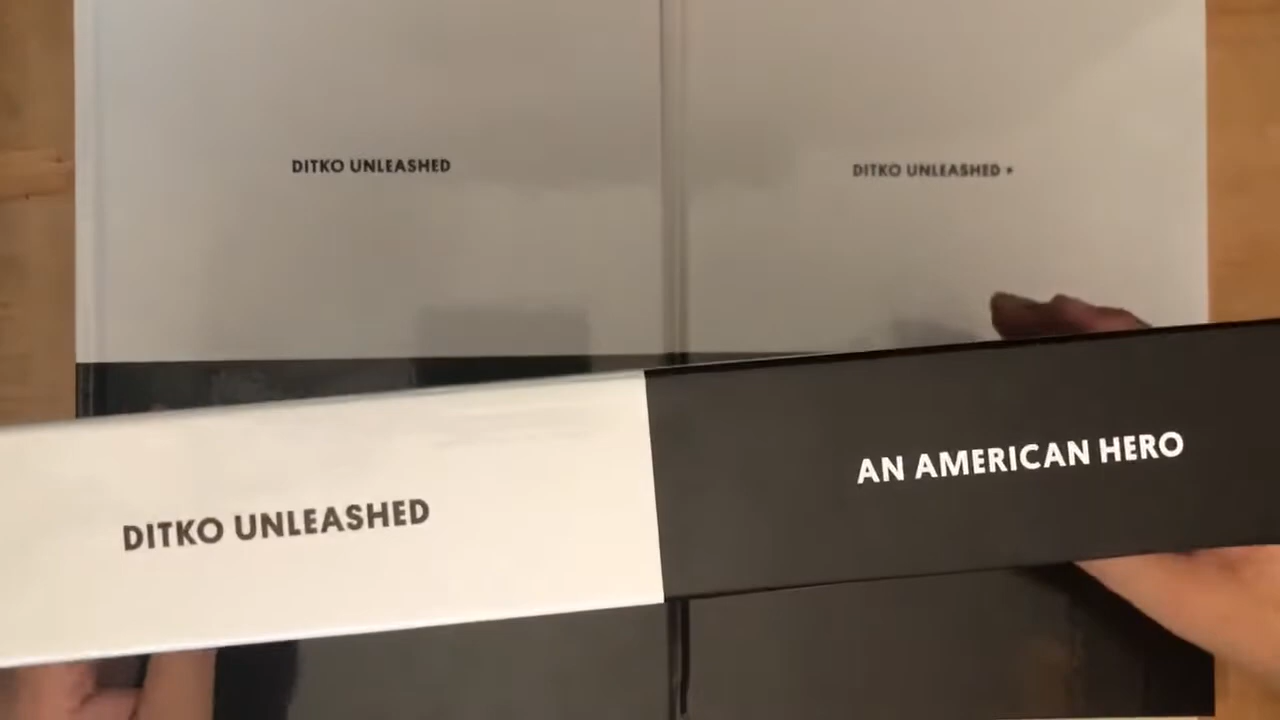 DITKO UNLEASHED
DITKO UNLEASHED •
DITKO UNLEASHED
AN AMERICAN HERO